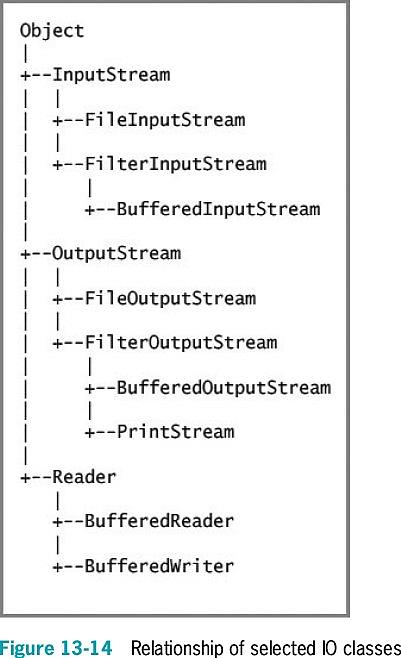 Object
|
+--InputStream
|  |
|  +--FileInputStream
|  |
|  +--FilterInputStream
|     |
|     +--BufferedInputStream
|
+--OutputStream
|  |
|  +--FileOutputStream
|  |
|  +--FilterOutputStream
|     |
|     +--BufferedOutputStream
|     |
|     +--PrintStream
|
+--Reader
   |
   +--BufferedReader
   |
   +--BufferedWriter
Figure 13-14 Relationship of selected IO classes